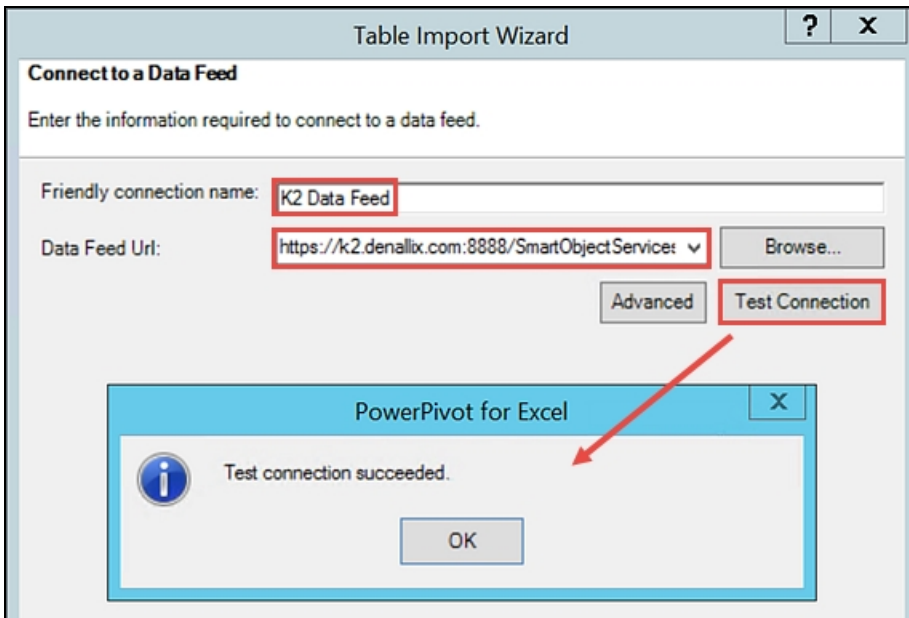 Table Import Wizard
? X
Connect to a Data Feed
Enter the information required to connect to a data feed.
Friendly connection name: K2 Data Feed
Data Feed Url: https://k2.denallix.com:8888/SmartObjectServices Browse...
Advanced Test Connection
PowerPivot for Excel
X
i
Test connection succeeded.
OK